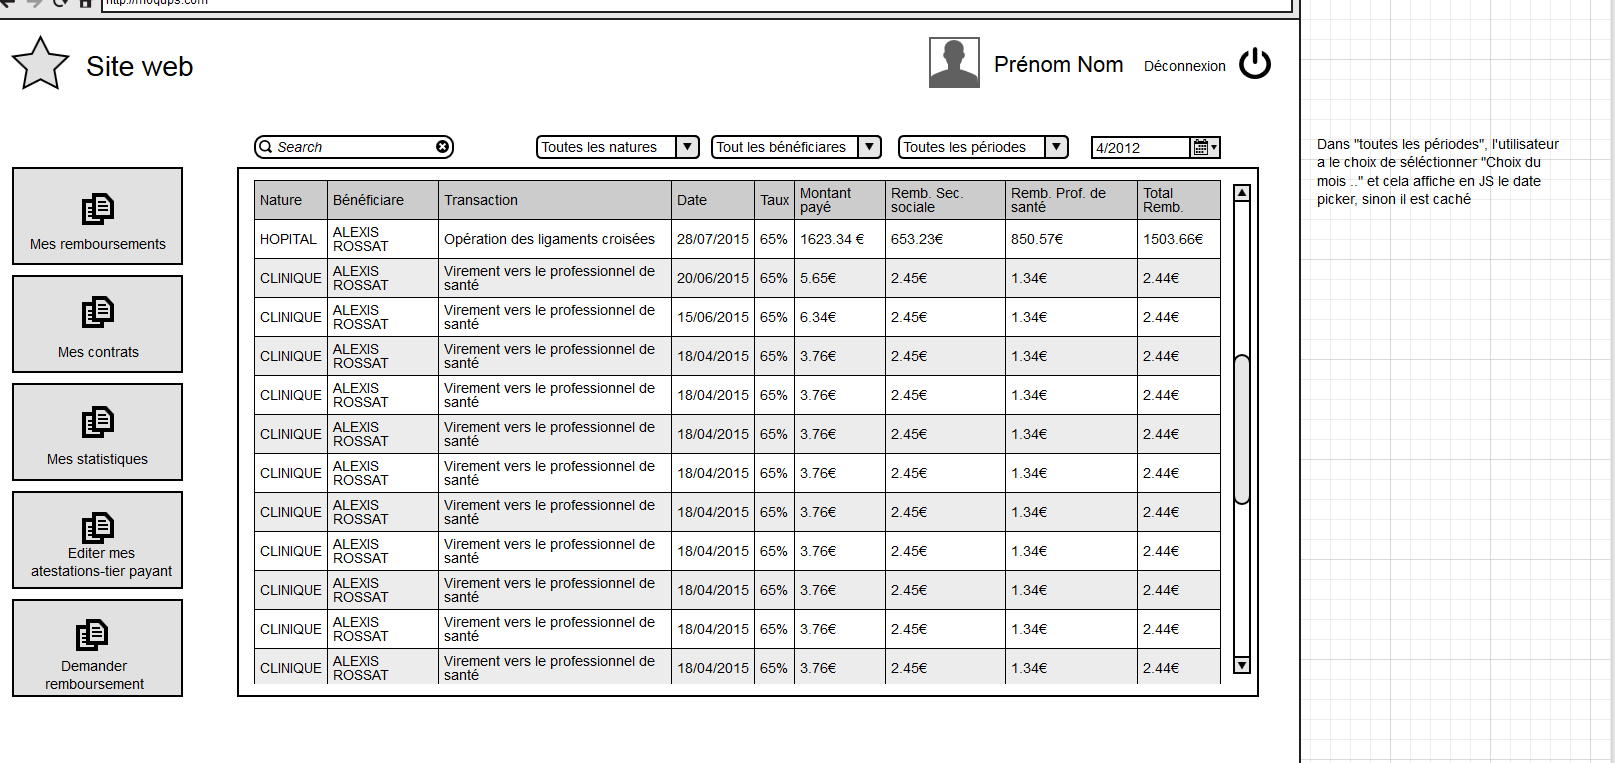 http://moqups.com
Site web
Prénom Nom
Déconnexion
Search
Toutes les natures
Tout les bénéficiares
Toutes les périodes
4/2012
Dans "toutes les périodes", l'utilisateur
a le choix de séléctionner "Choix du
mois .." et cela affiche en JS le date
picker, sinon il est caché
Mes remboursements
Mes contrats
Mes statistiques
Editer mes
atestations-tier payant
Demander
remboursement
Nature Bénéficiare Transaction Date Taux Montant payé Remb. Sec. sociale Remb. Prof. de santé Total Remb.
HOPITAL ALEXIS ROSSAT Opération des ligaments croisées 28/07/2015 65% 1623.34 € 653.23€ 850.57€ 1503.66€
CLINIQUE ALEXIS ROSSAT Virement vers le professionnel de santé 20/06/2015 65% 5.65€ 2.45€ 1.34€ 2.44€
CLINIQUE ALEXIS ROSSAT Virement vers le professionnel de santé 15/06/2015 65% 6.34€ 2.45€ 1.34€ 2.44€
CLINIQUE ALEXIS ROSSAT Virement vers le professionnel de santé 18/04/2015 65% 3.76€ 2.45€ 1.34€ 2.44€
CLINIQUE ALEXIS ROSSAT Virement vers le professionnel de santé 18/04/2015 65% 3.76€ 2.45€ 1.34€ 2.44€
CLINIQUE ALEXIS ROSSAT Virement vers le professionnel de santé 18/04/2015 65% 3.76€ 2.45€ 1.34€ 2.44€
CLINIQUE ALEXIS ROSSAT Virement vers le professionnel de santé 18/04/2015 65% 3.76€ 2.45€ 1.34€ 2.44€
CLINIQUE ALEXIS ROSSAT Virement vers le professionnel de santé 18/04/2015 65% 3.76€ 2.45€ 1.34€ 2.44€
CLINIQUE ALEXIS ROSSAT Virement vers le professionnel de santé 18/04/2015 65% 3.76€ 2.45€ 1.34€ 2.44€
CLINIQUE ALEXIS ROSSAT Virement vers le professionnel de santé 18/04/2015 65% 3.76€ 2.45€ 1.34€ 2.44€
CLINIQUE ALEXIS ROSSAT Virement vers le professionnel de santé 18/04/2015 65% 3.76€ 2.45€ 1.34€ 2.44€
CLINIQUE ALEXIS ROSSAT Virement vers le professionnel de santé 18/04/2015 65% 3.76€ 2.45€ 1.34€ 2.44€